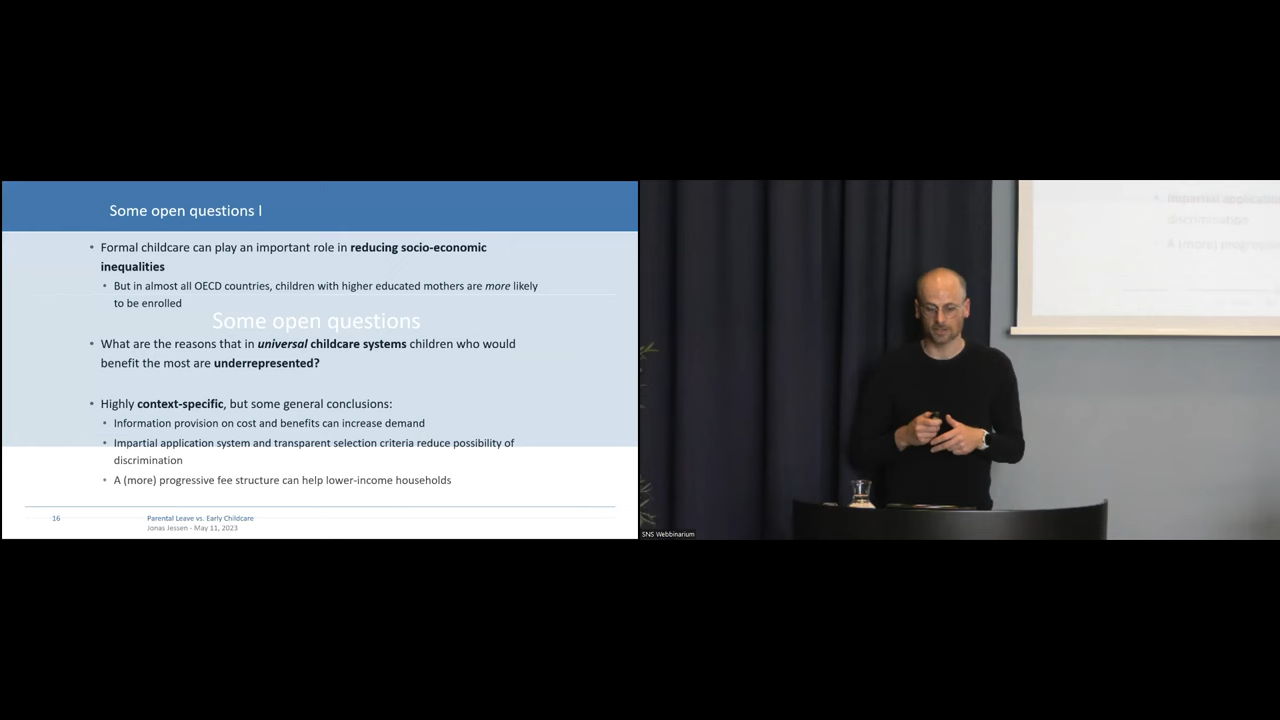 Some open questions I
• Formal childcare can play an important role in reducing socio-economic
inequalities
• But in almost all OECD countries, children with higher educated mothers are more likely
to be enrolled
Some open questions
• What are the reasons that in universal childcare systems children who would
benefit the most are underrepresented?
• Highly context-specific, but some general conclusions:
• Information provision on cost and benefits can increase demand
• Impartial application system and transparent selection criteria reduce possibility of
discrimination
• A (more) progressive fee structure can help lower-income households
16
Parental Leave vs. Early Childcare
Jonas Jessen - May 11, 2023
• Impartial
discrimination
• A (more)
SNS Webbinarium